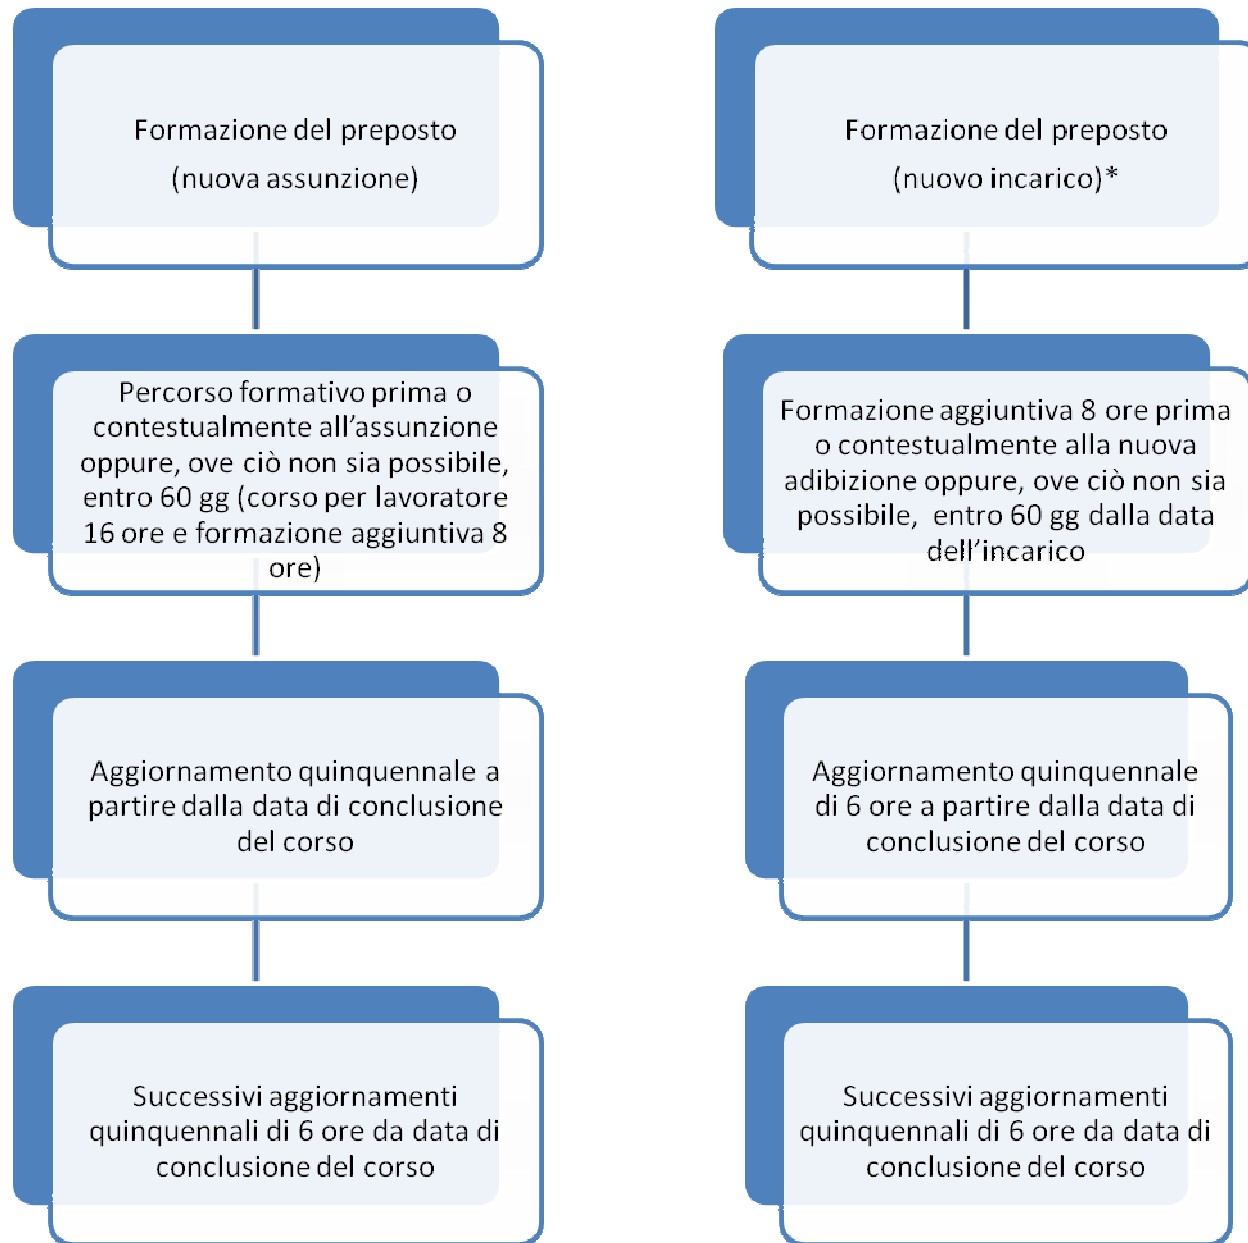 Formazione del preposto
(nuova assunzione)
Percorso formativo prima o
contestualmente all’assunzione
oppure, ove ciò non sia possibile,
entro 60 gg (corso per lavoratore
16 ore e formazione aggiuntiva 8
ore)
Aggiornamento quinquennale a
partire dalla data di conclusione
del corso
Successivi aggiornamenti
quinquennali di 6 ore da data di
conclusione del corso
Formazione del preposto
(nuovo incarico)*
Formazione aggiuntiva 8 ore prima
o contestualmente alla nuova
adibizione oppure, ove ciò non sia
possibile, entro 60 gg dalla data
dell’incarico
Aggiornamento quinquennale
di 6 ore a partire dalla data di
conclusione del corso
Successivi aggiornamenti
quinquennali di 6 ore da data di
conclusione del corso